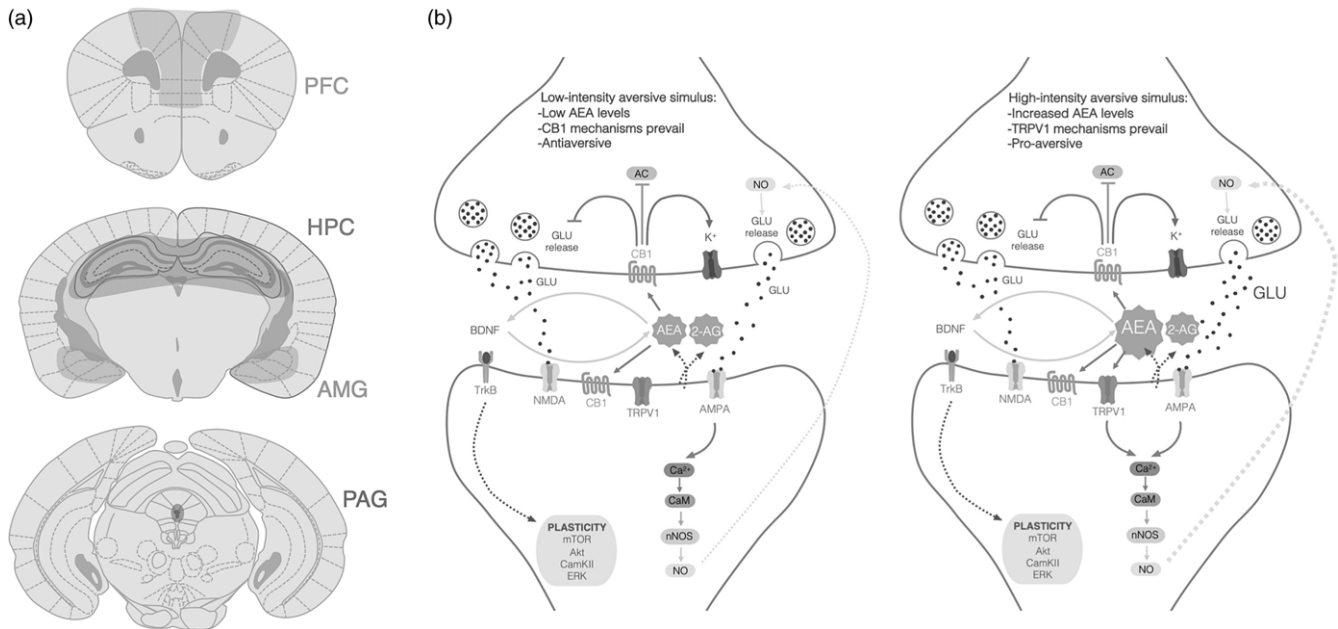 (a)
PFC
HPC
AMG
PAG
(b)
Low-intensity aversive simulus:
-Low AEA levels
-CB1 mechanisms prevail
-Antiaversive
AC
NO
GLU
release
GLU
release
K+
CB1
GLU
GLU
BDNF
AEA
2-AG
TrkB
NMDA
CB1
TRPV1
AMPA
Ca2+
CaM
nNOS
NO
PLASTICITY
mTOR
Akt
CamKII
ERK
High-intensity aversive simulus:
-Increased AEA levels
-TRPV1 mechanisms prevail
-Pro-aversive
AC
NO
GLU
release
GLU
release
K+
CB1
GLU
GLU
BDNF
AEA
2-AG
TrkB
NMDA
CB1
TRPV1
AMPA
Ca2+
CaM
nNOS
NO
PLASTICITY
mTOR
Akt
CamKII
ERK